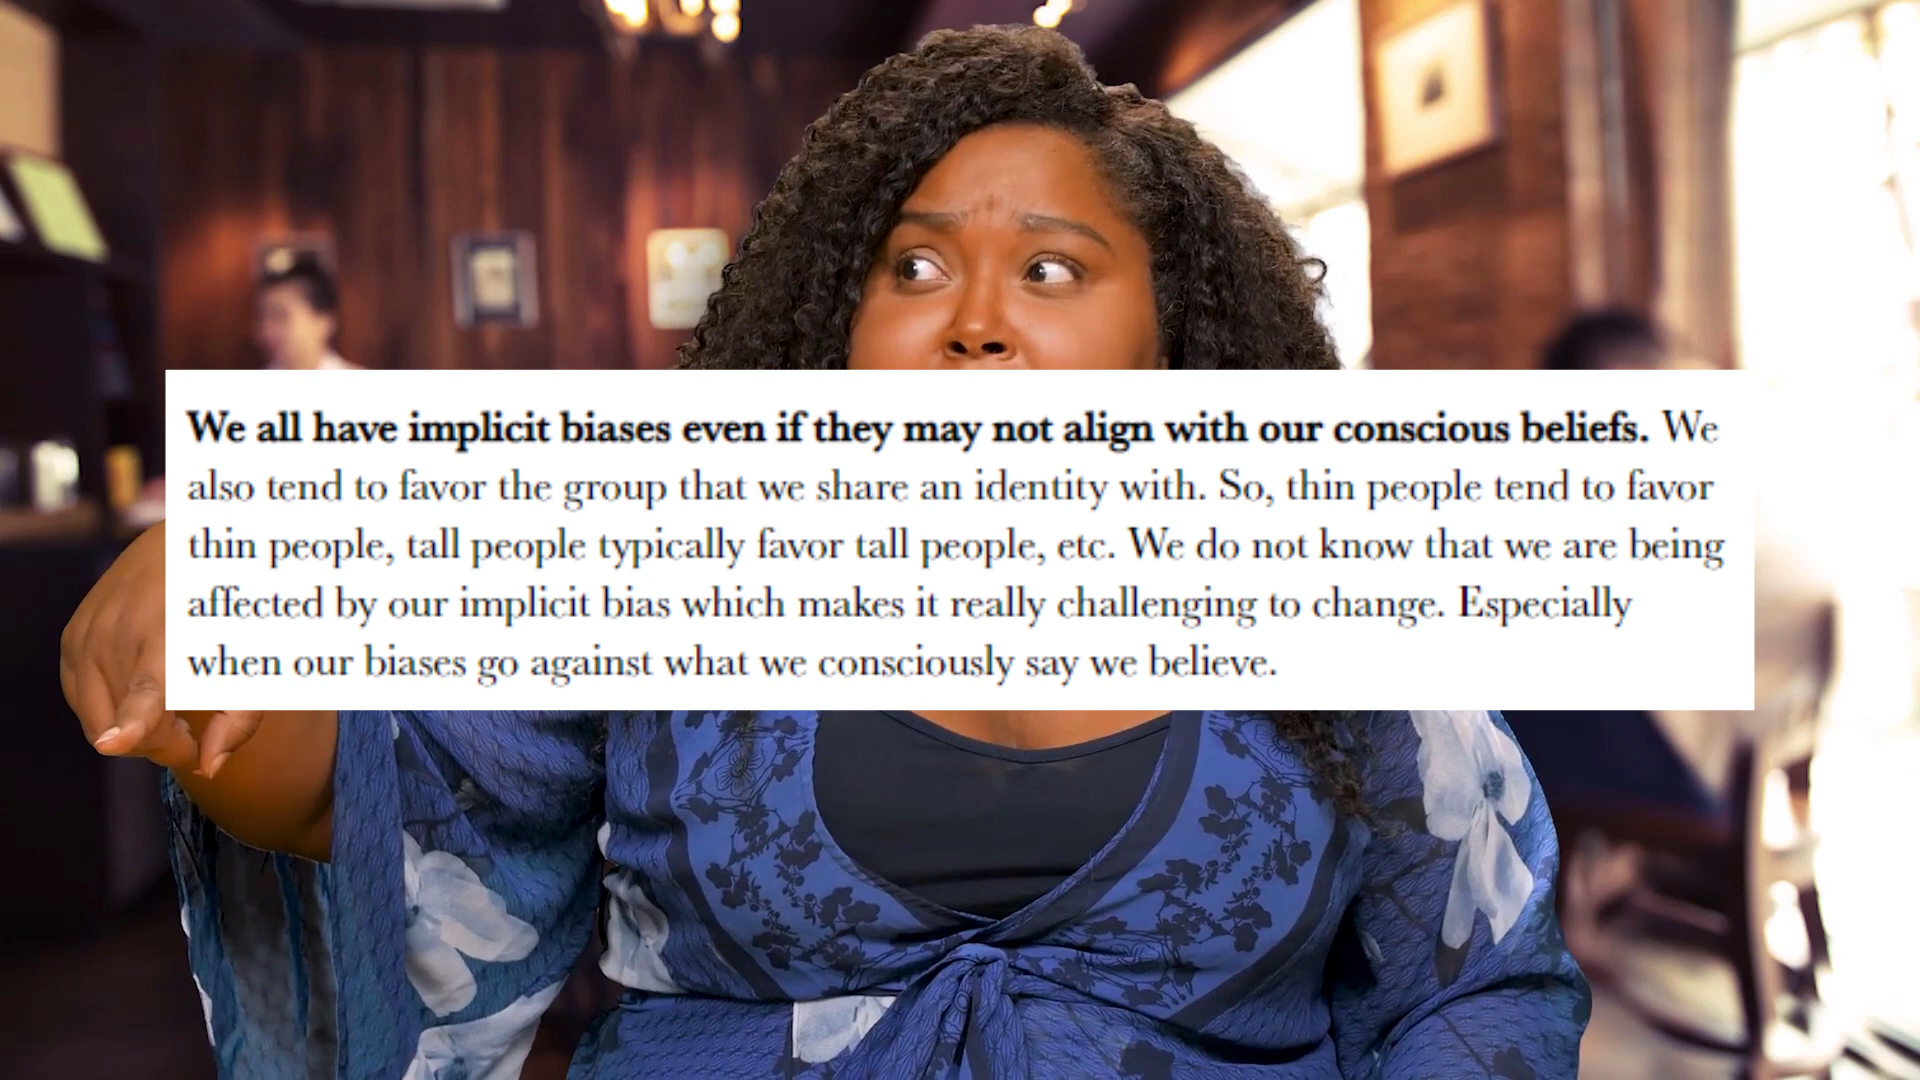 We all have implicit biases even if they may not align with our conscious beliefs. We
also tend to favor the group that we share an identity with. So, thin people tend to favor
thin people, tall people typically favor tall people, etc. We do not know that we are being
affected by our implicit bias which makes it really challenging to change. Especially
when our biases go against what we consciously say we believe.